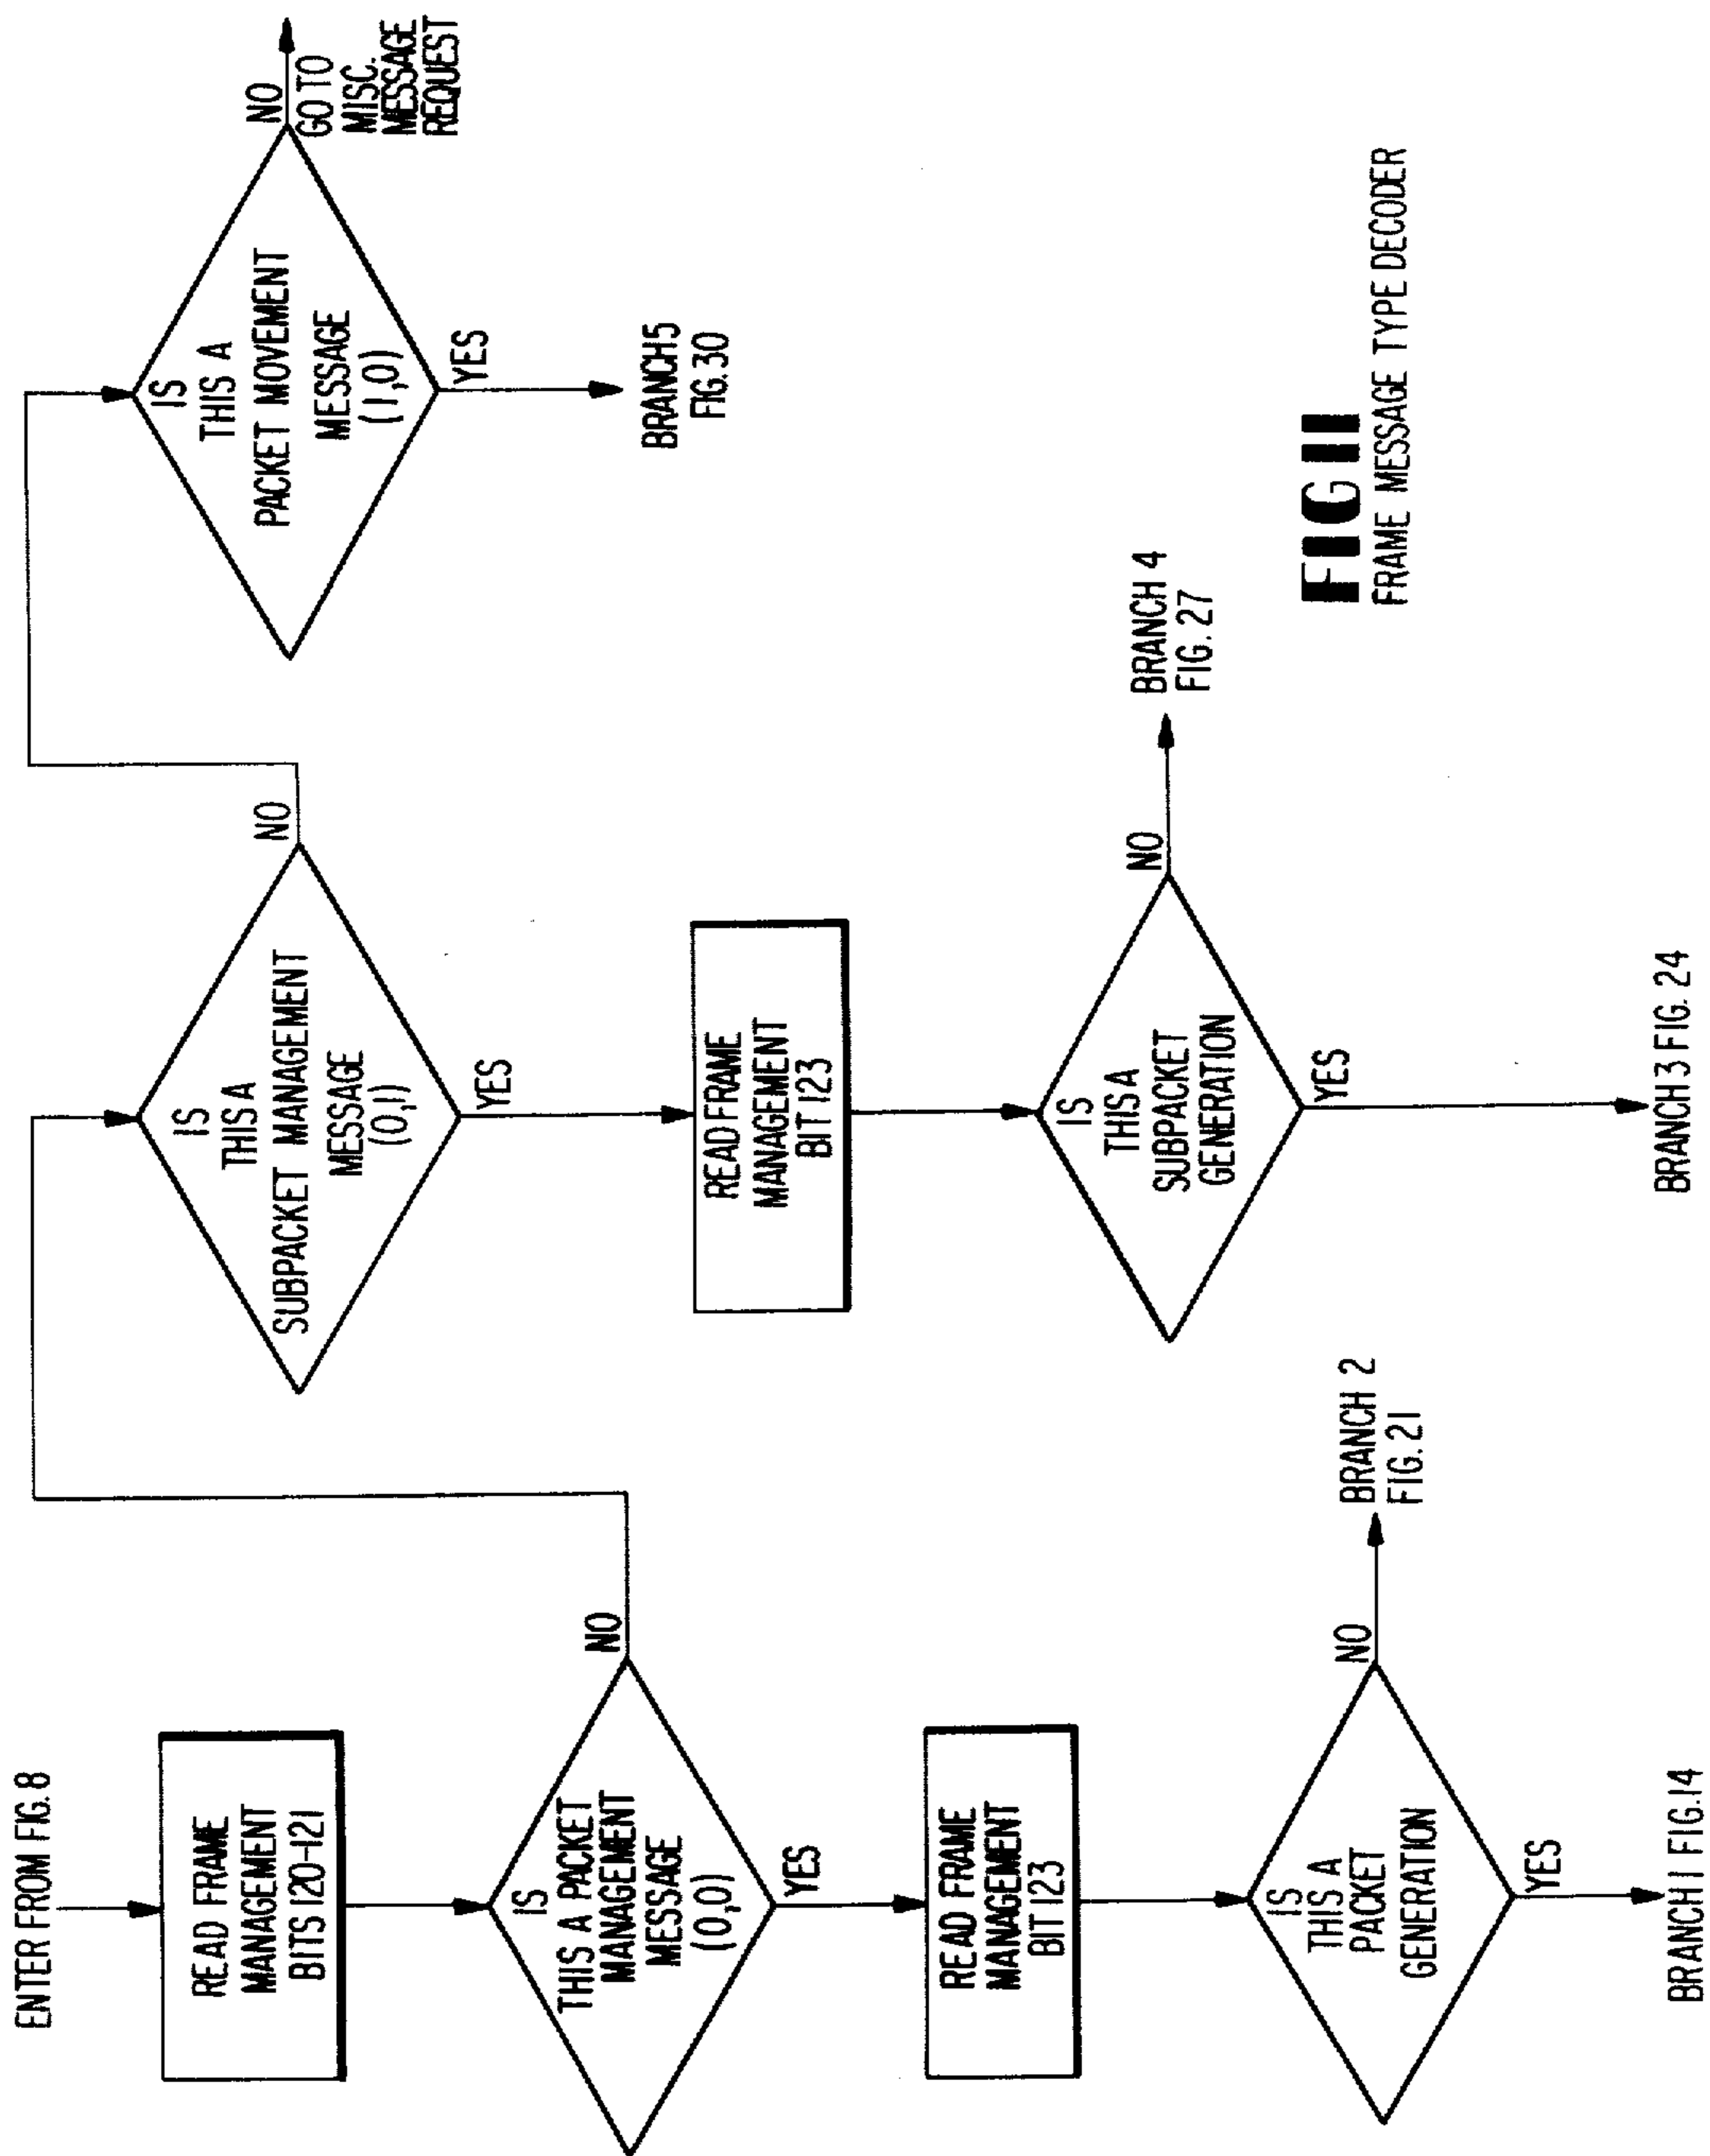 ENTER FROM FIG. 8
READ FRAME
MANAGEMENT
BITS 120-121
IS
THIS A PACKET
MANAGEMENT
MESSAGE
(0,0)
NO
YES
READ FRAME
MANAGEMENT
BIT 123
IS
THIS A
PACKET
GENERATION
NO
BRANCH 2
FIG. 21
YES
BRANCH 1 FIG. 14
IS
THIS A
SUBPACKET MANAGEMENT
MESSAGE
(0,1)
NO
YES
READ FRAME
MANAGEMENT
BIT 123
IS
THIS A
SUBPACKET
GENERATION
NO
BRANCH 4
FIG. 27
YES
BRANCH 3 FIG. 24
IS
THIS A
PACKET MOVEMENT
MESSAGE
(1,0)
NO
GO TO
MISC.
MESSAGE
REQUEST
YES
BRANCH 5
FIG. 30
FIG 11
FRAME MESSAGE TYPE DECODER